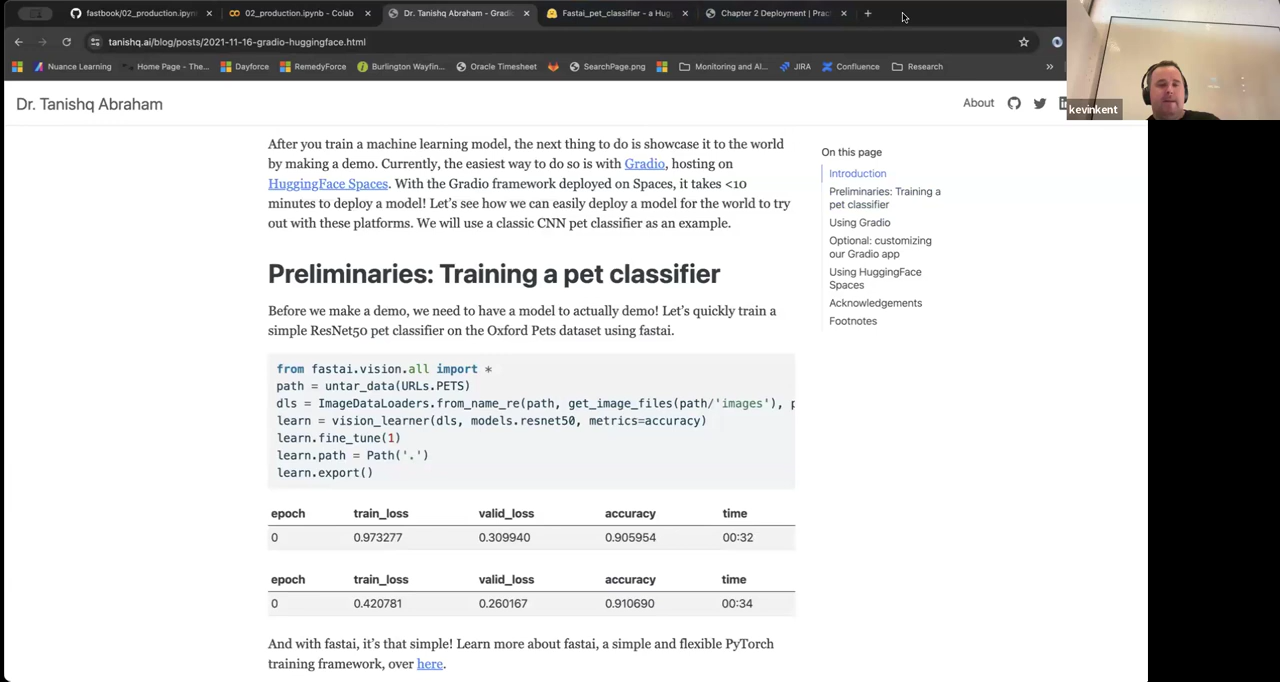 fastbook/02_production.ipyn
02_production.ipynb - Colab
Dr. Tanishq Abraham - Gradi
Fastai_pet_classifier - a Hug
Chapter 2 Deployment | Prac
tanishq.ai/blog/posts/2021-11-16-gradio-huggingface.html
Nuance Learning
Home Page - The...
Dayforce
RemedyForce
Burlington Wayfin...
Oracle Timesheet
SearchPage.png
Monitoring and AI...
JIRA
Confluence
Research
kevinkent
Dr. Tanishq Abraham
About
After you train a machine learning model, the next thing to do is showcase it to the world
by making a demo. Currently, the easiest way to do so is with Gradio, hosting on
HuggingFace Spaces. With the Gradio framework deployed on Spaces, it takes <10
minutes to deploy a model! Let's see how we can easily deploy a model for the world to try
out with these platforms. We will use a classic CNN pet classifier as an example.
Preliminaries: Training a pet classifier
Before we make a demo, we need to have a model to actually demo! Let's quickly train a
simple ResNet50 pet classifier on the Oxford Pets dataset using fastai.
from fastai.vision.all import *
path = untar_data(URLs.PETS)
dls = ImageDataLoaders.from_name_re(path, get_image_files(path/'images'), p
learn = vision_learner(dls, models.resnet50, metrics=accuracy)
learn.fine_tune(1)
learn.path = Path('.')
learn.export()
epoch train_loss valid_loss accuracy time
0 0.973277 0.309940 0.905954 00:32
epoch train_loss valid_loss accuracy time
0 0.420781 0.260167 0.910690 00:34
And with fastai, it's that simple! Learn more about fastai, a simple and flexible PyTorch
training framework, over here.
On this page
Introduction
Preliminaries: Training a
pet classifier
Using Gradio
Optional: customizing
our Gradio app
Using HuggingFace
Spaces
Acknowledgements
Footnotes